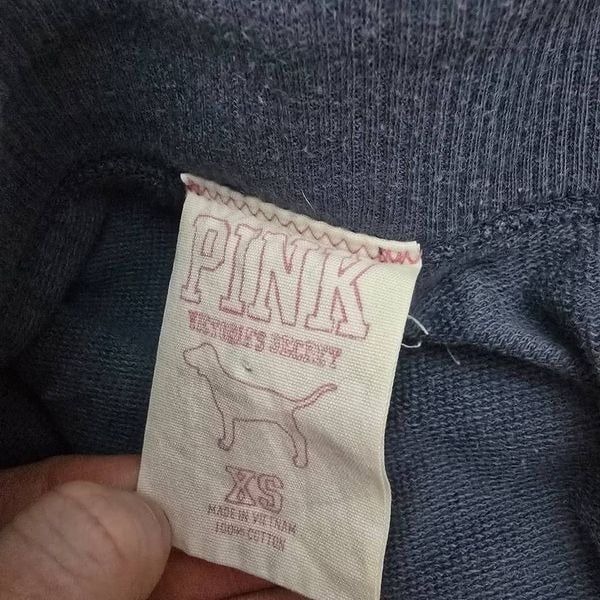 PINK
VICTORIA'S SECRET
XS
MADE IN VIETNAM
100% COTTON